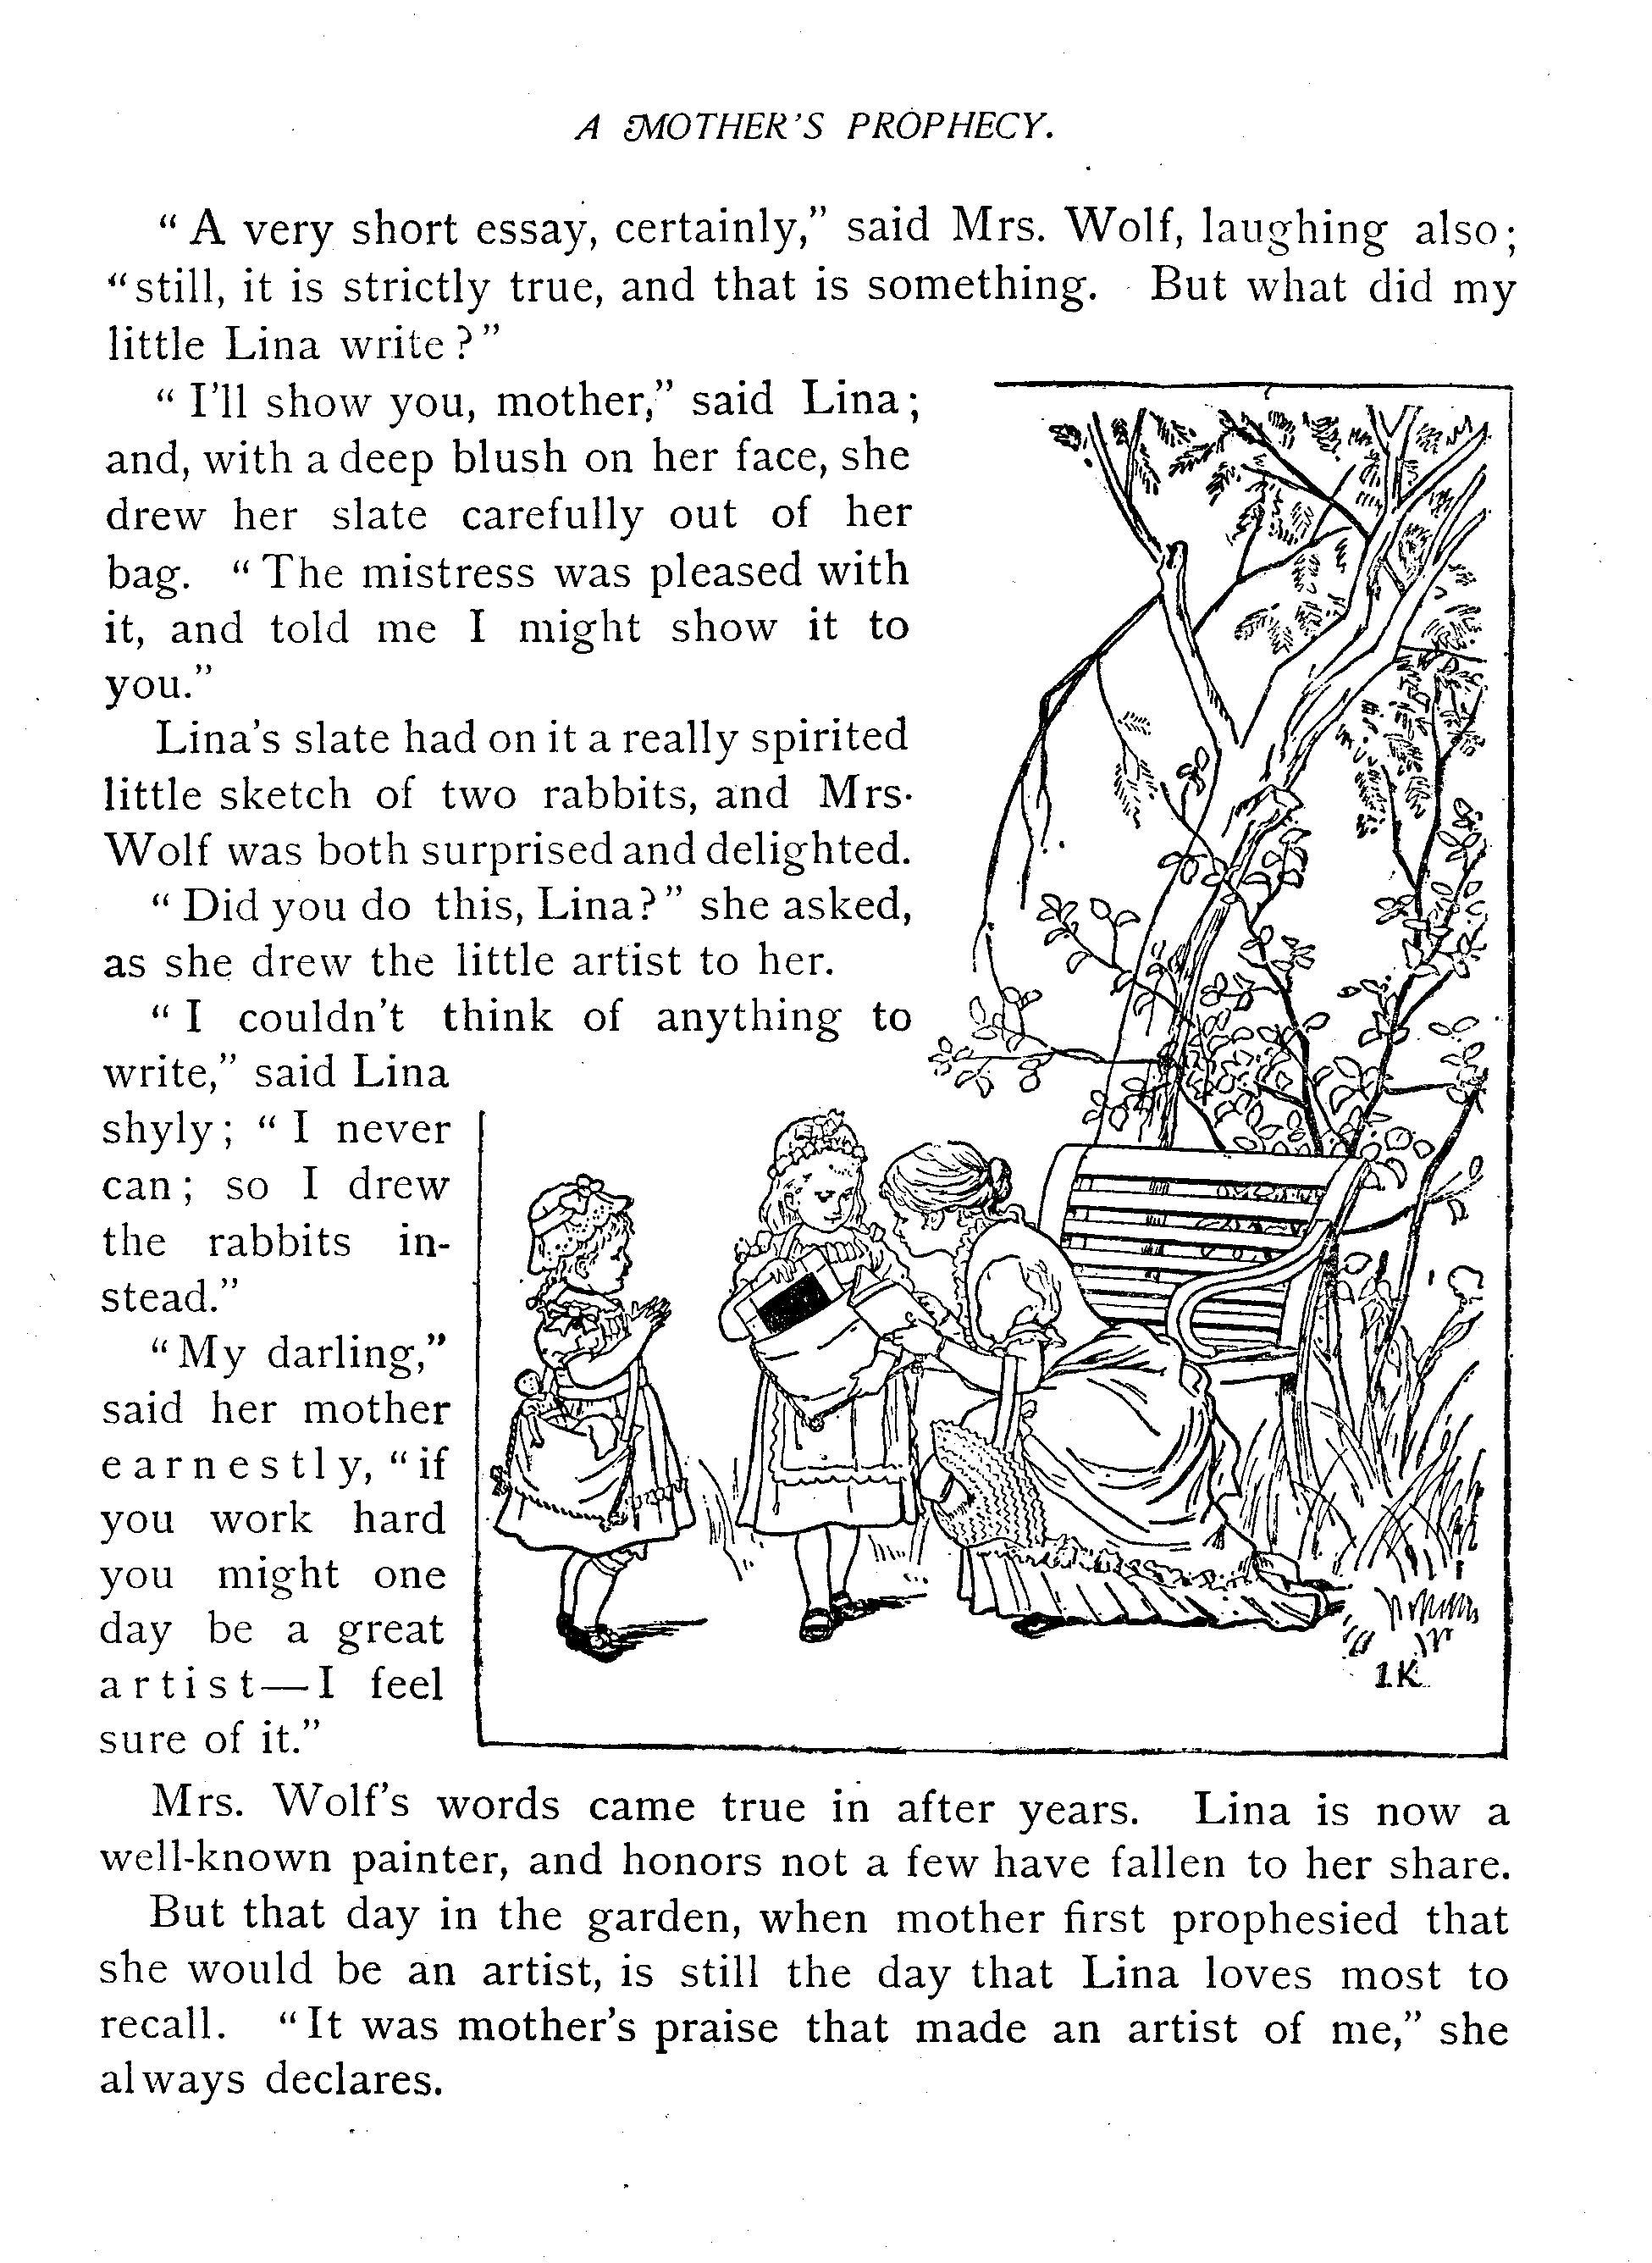 A MOTHER'S PROPHECY.
" A very short essay, certainly," said Mrs. Wolf, laughing also;
"still, it is strictly true, and that is something. But what did my
little Lina write ?"
" I'll show you, mother," said Lina;
and, with a deep blush on her face, she
drew her slate carefully out of her
bag. " The mistress was pleased with
it, and told me I might show it to
you."
Lina's slate had on it a really spirited
little sketch of two rabbits, and Mrs.
Wolf was both surprised and delighted.
" Did you do this, Lina?" she asked,
as she drew the little artist to her.
" I couldn't think of anything to
write," said Lina
shyly; " I never
can; so I drew
the rabbits in-
stead."
"My darling,"
said her mother
earnestly, "if
you work hard
you might one
day be a great
artist—I feel
sure of it."
I.K.
Mrs. Wolf's words came true in after years. Lina is now a
well-known painter, and honors not a few have fallen to her share.
But that day in the garden, when mother first prophesied that
she would be an artist, is still the day that Lina loves most to
recall. "It was mother's praise that made an artist of me," she
always declares.